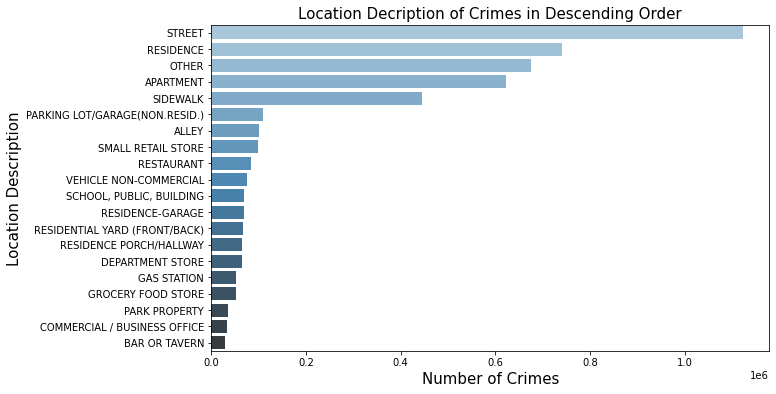 Location Decription of Crimes in Descending Order
STREET
RESIDENCE
OTHER
APARTMENT
SIDEWALK
PARKING LOT/GARAGE(NON.RESID.)
ALLEY
SMALL RETAIL STORE
RESTAURANT
VEHICLE NON-COMMERCIAL
SCHOOL, PUBLIC, BUILDING
RESIDENCE-GARAGE
RESIDENTIAL YARD (FRONT/BACK)
RESIDENCE PORCH/HALLWAY
DEPARTMENT STORE
GAS STATION
GROCERY FOOD STORE
PARK PROPERTY
COMMERCIAL / BUSINESS OFFICE
BAR OR TAVERN
Location Description
0.0 0.2 0.4 0.6 0.8 1.0
1e6
Number of Crimes